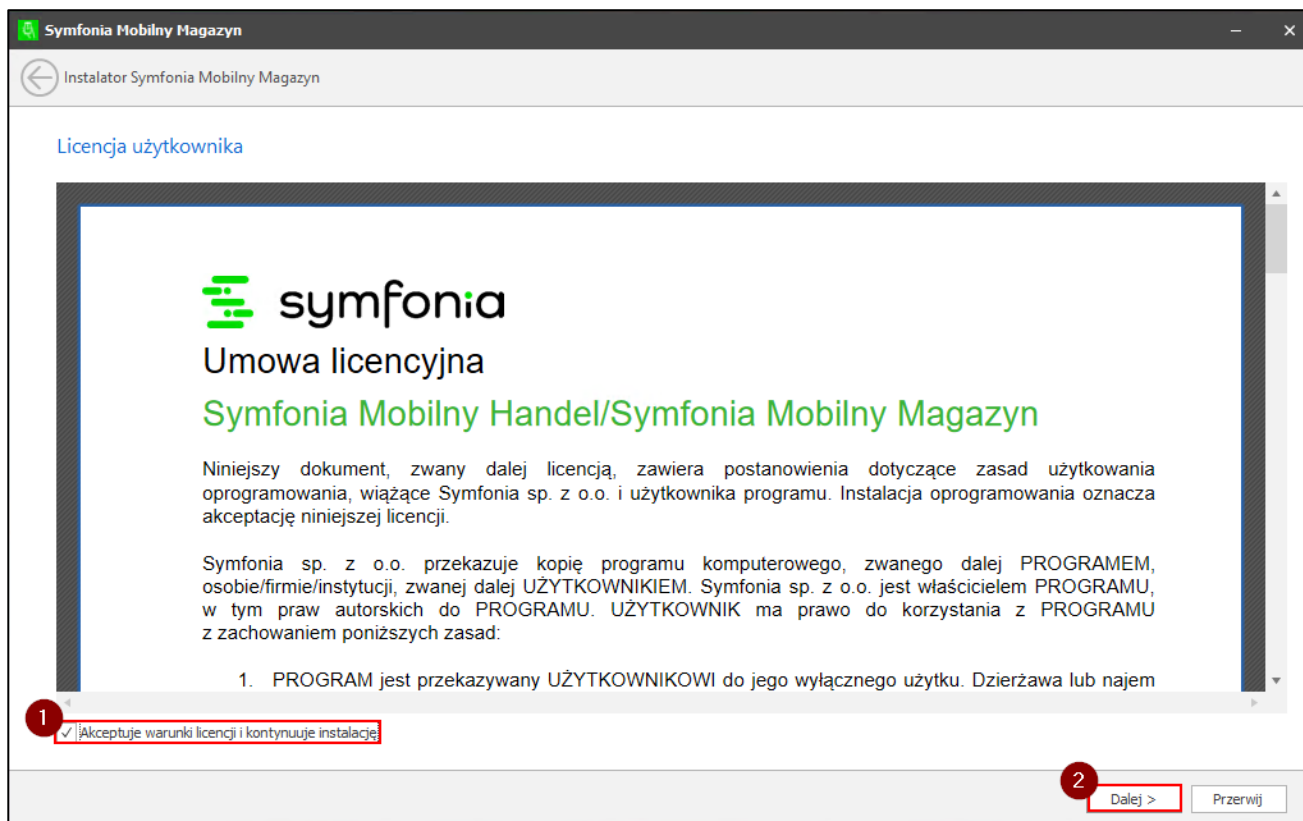 Symfonia Mobilny Magazyn
Instalator Symfonia Mobilny Magazyn
Licencja użytkownika
symfonia
Umowa licencyjna
Symfonia Mobilny Handel/Symfonia Mobilny Magazyn
Niniejszy dokument, zwany dalej licencją, zawiera postanowienia dotyczące zasad użytkowania
oprogramowania, wiążące Symfonia sp. z o.o. i użytkownika programu. Instalacja oprogramowania oznacza
akceptację niniejszej licencji.
Symfonia sp. z o.o. przekazuje kopię programu komputerowego, zwanego dalej PROGRAMEM,
osobie/firmie/instytucji, zwanej dalej UŻYTKOWNIKIEM. Symfonia sp. z o.o. jest właścicielem PROGRAMU,
w tym praw autorskich do PROGRAMU. UŻYTKOWNIK ma prawo do korzystania z PROGRAMU
z zachowaniem poniższych zasad:
1. PROGRAM jest przekazywany UŻYTKOWNIKOWI do jego wyłącznego użytku. Dzierżawa lub najem
1
Akceptuje warunki licencji i kontynuuje instalację
2
Dalej >
Przerwij